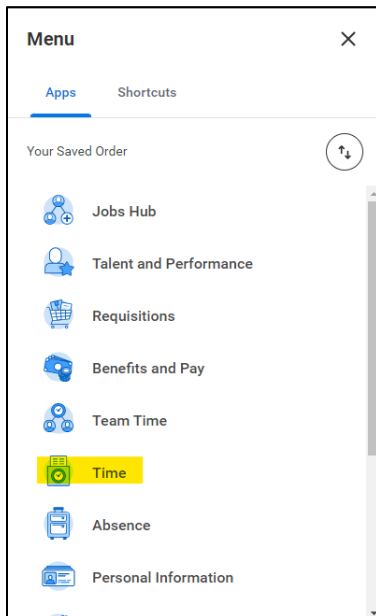 Menu
Apps Shortcuts
Your Saved Order
Jobs Hub
Talent and Performance
Requisitions
Benefits and Pay
Team Time
Time
Absence
Personal Information